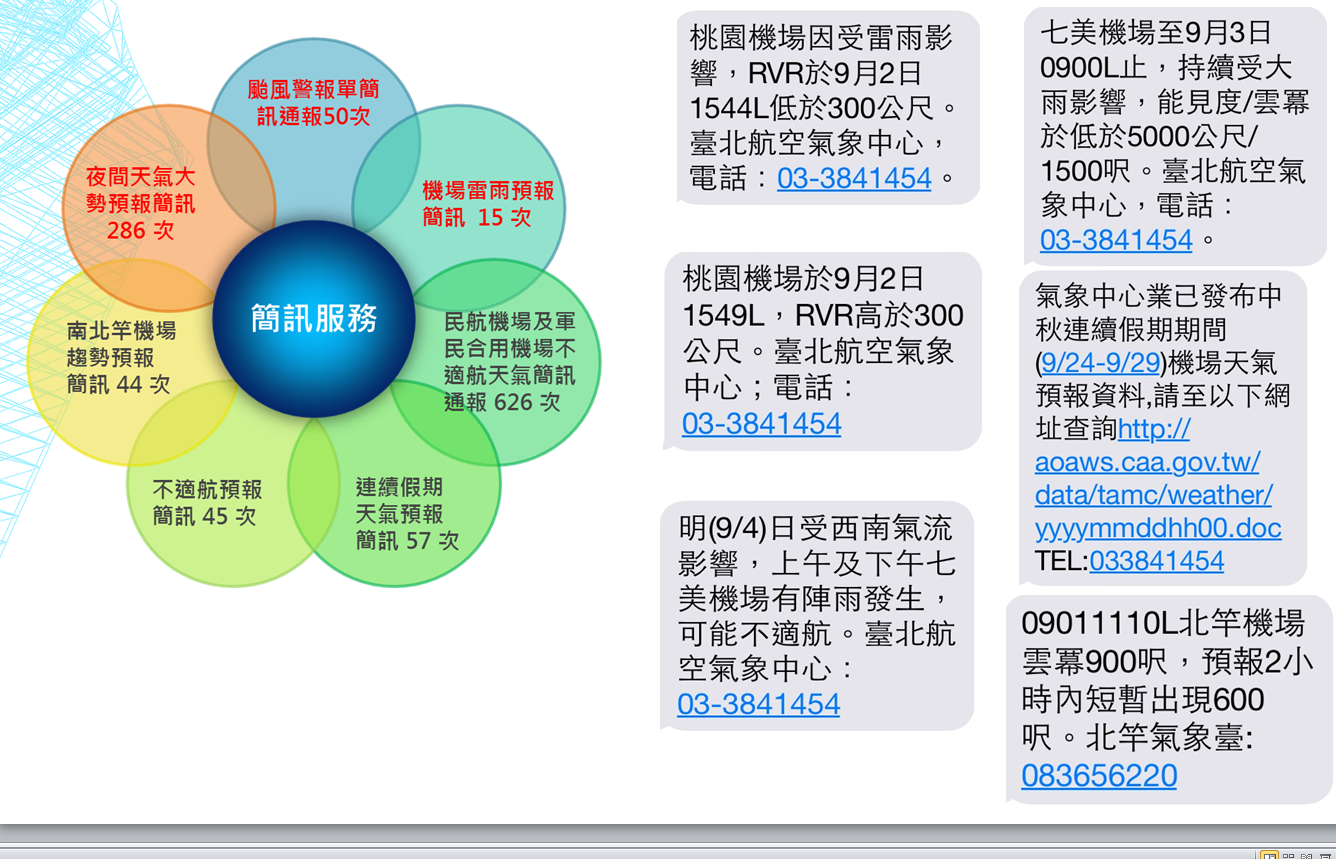 颱風警報單簡
訊通報50次
機場雷雨預報
簡訊 15 次
民航機場及軍
民合用機場不
適航天氣簡訊
通報 626 次
連續假期
天氣預報
簡訊 57 次
不適航預報
簡訊 45 次
南北竿機場
趨勢預報
簡訊 44 次
夜間天氣大
勢預報簡訊
286 次
簡訊服務
桃園機場因受雷雨影
響，RVR於9月2日
1544L低於300公尺。
臺北航空氣象中心，
電話：03-3841454。
桃園機場於9月2日
1549L，RVR高於300
公尺。臺北航空氣象
中心；電話：
03-3841454
明(9/4)日受西南氣流
影響，上午及下午七
美機場有陣雨發生，
可能不適航。臺北航
空氣象中心：
03-3841454
七美機場至9月3日
0900L止，持續受大
雨影響，能見度/雲冪
於低於5000公尺/
1500呎。臺北航空氣
象中心，電話：
03-3841454。
氣象中心業已發布中
秋連續假期期間
(9/24-9/29)機場天氣
預報資料,請至以下網
址查詢http://
aoaws.caa.gov.tw/
data/tamc/weather/
yyyymmddhh00.doc
TEL:033841454
09011110L北竿機場
雲冪900呎，預報2小
時內短暫出現600
呎。北竿氣象臺:
083656220